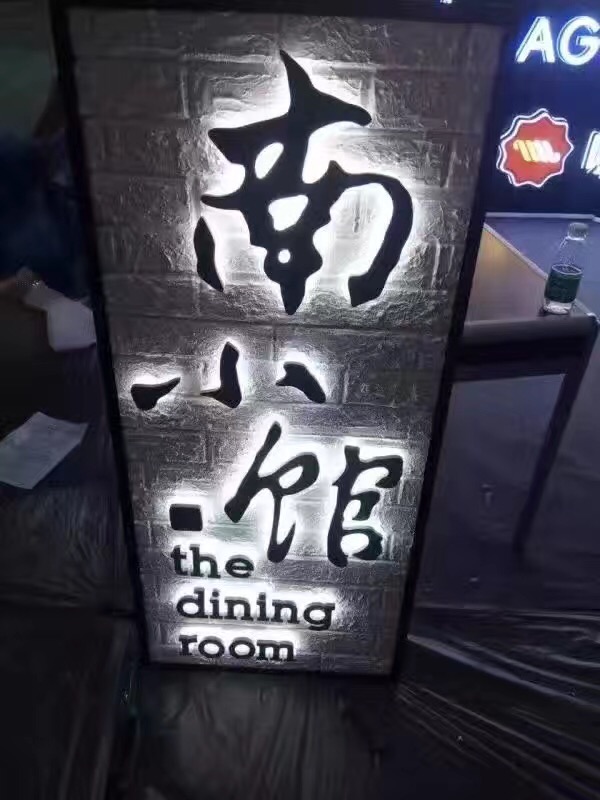 南
小
馆
the
dining
room
AG